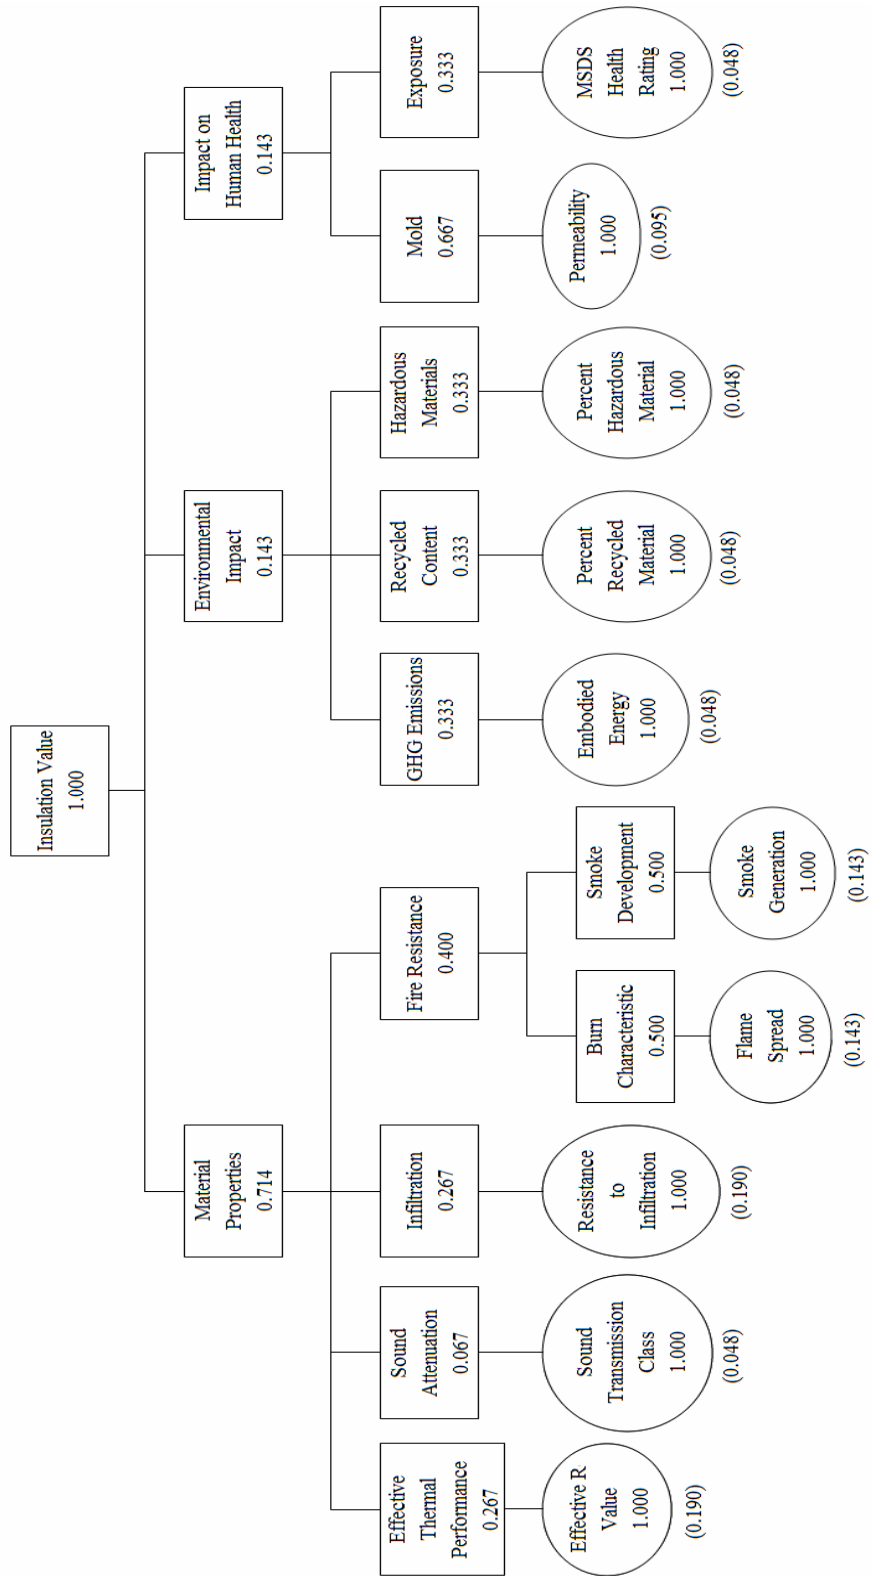 Insulation Value
1.000
Material
Properties
0.714
Environmental
Impact
0.143
Impact on
Human Health
0.143
Effective
Thermal
Performance
0.267
Sound
Attenuation
0.067
Infiltration
0.267
Fire Resistance
0.400
GHG Emissions
0.333
Recycled
Content
0.333
Hazardous
Materials
0.333
Mold
0.667
Exposure
0.333
Burn
Characteristic
0.500
Smoke
Development
0.500
Effective R
Value
1.000
(0.190)
Sound
Transmission
Class
1.000
(0.048)
Resistance
to
Infiltration
1.000
(0.190)
Flame
Spread
1.000
(0.143)
Smoke
Generation
1.000
(0.143)
Embodied
Energy
1.000
(0.048)
Percent
Recycled
Material
1.000
(0.048)
Percent
Hazardous
Material
1.000
(0.048)
Permeability
1.000
(0.095)
MSDS
Health
Rating
1.000
(0.048)